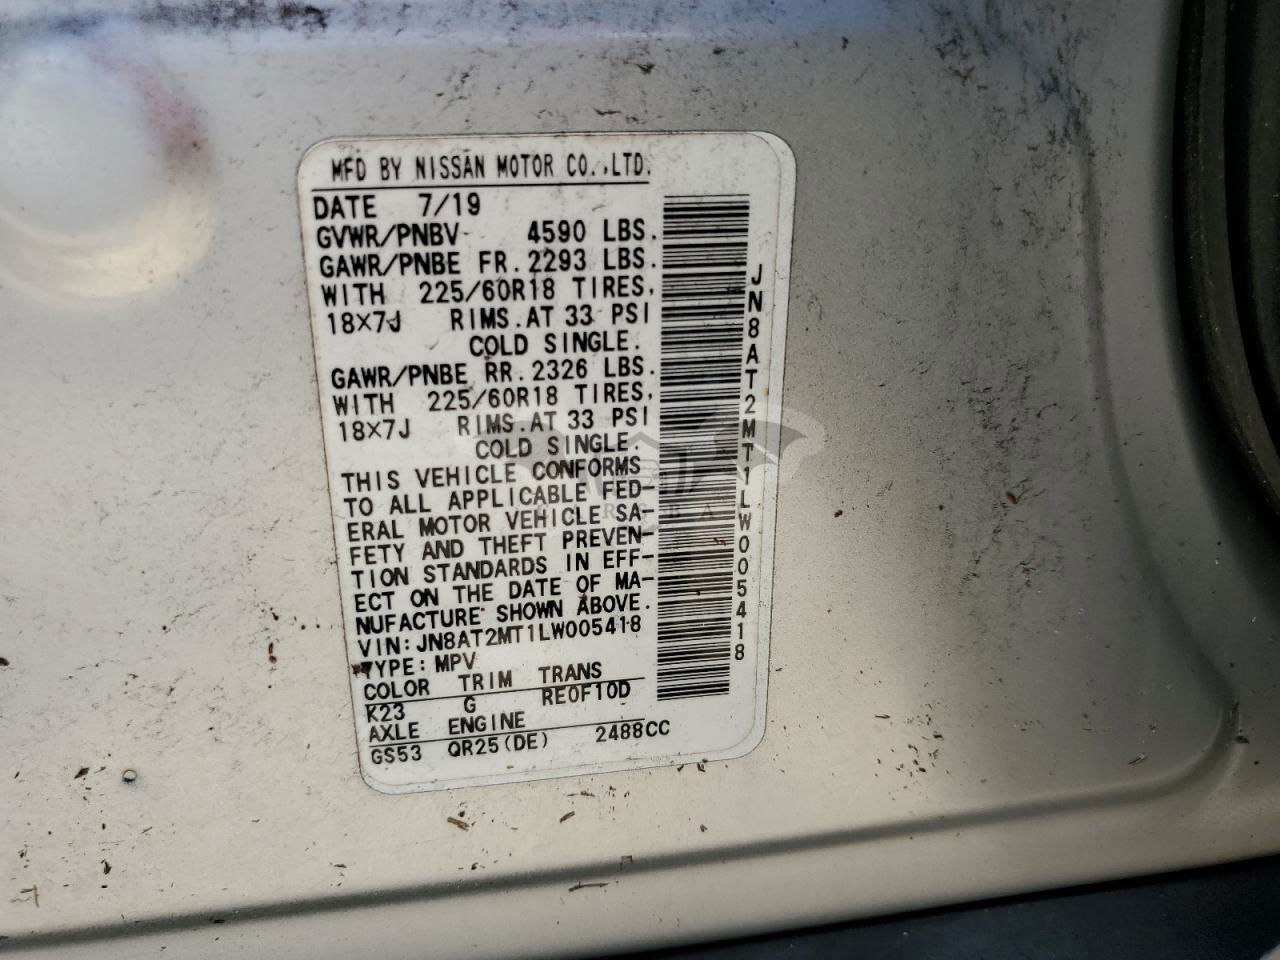 MFD BY NISSAN MOTOR CO.,LTD.
DATE 7/19
GVWR/PNBV 4590 LBS.
GAWR/PNBE FR.2293 LBS.
WITH 225/60R18 TIRES,
18×7J RIMS.AT 33 PSI
COLD SINGLE.
GAWR/PNBE RR.2326 LBS.
WITH 225/60R18 TIRES,
18×7J RIMS.AT 33 PSI
COLD SINGLE.
THIS VEHICLE CONFORMS
TO ALL APPLICABLE FED-
ERAL MOTOR VEHICLE SA-
FETY AND THEFT PREVEN-
TION STANDARDS IN EFF-
ECT ON THE DATE OF MA-
NUFACTURE SHOWN ABOVE.
VIN:JN8AT2MT1LW005418
TYPE:MPV
COLOR TRIM TRANS
K23 G RE0F10D
AXLE ENGINE
GS53 QR25(DE) 2488CC
JN8AT2MT1LW005418